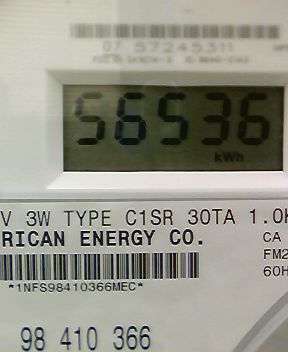 07 57245311
56536
kWh
V 3W TYPE C1SR 30TA 1.0K
RICAN ENERGY CO.
CA
FM2
*1NFS98410366MEC*
60H
98 410 366